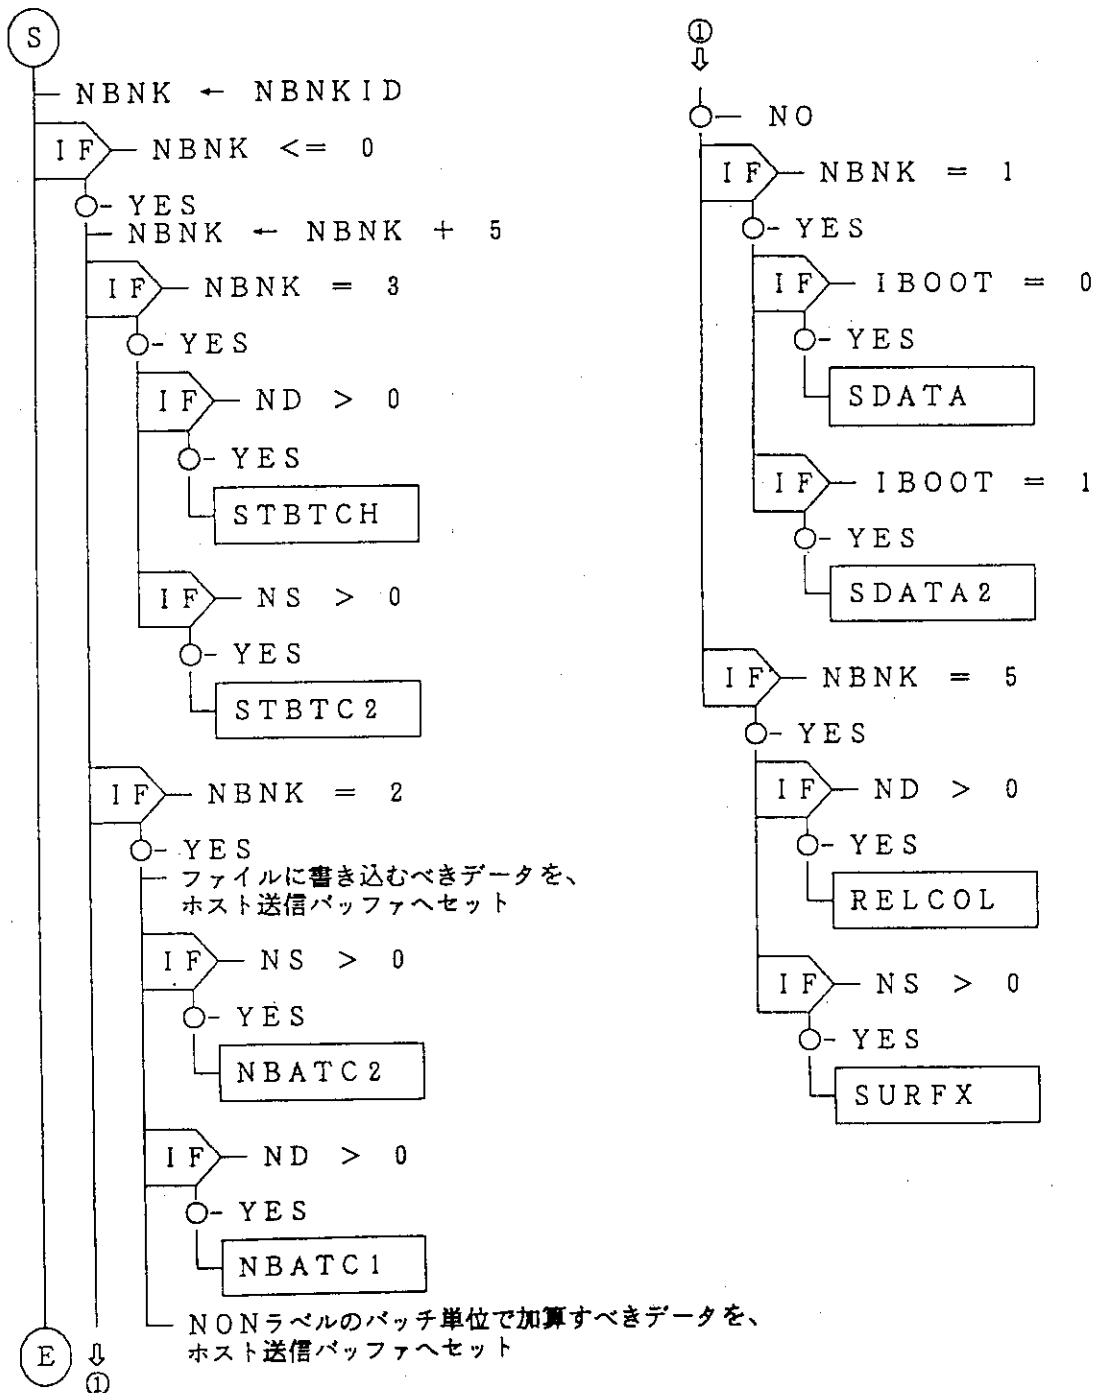 S
NBNK ← NBNKID
IF NBNK <= 0
YES
NBNK ← NBNK + 5
IF NBNK = 3
YES
IF ND > 0
YES
STBTCH
IF NS > 0
YES
STBTC2
IF NBNK = 2
YES
ファイルに書き込むべきデータを、
ホスト送信バッファへセット
IF NS > 0
YES
NBATC2
IF ND > 0
YES
NBATC1
NONラベルのバッチ単位で加算すべきデータを、
ホスト送信バッファへセット
E
⇩
①
①
⇩
NO
IF NBNK = 1
YES
IF IBOOT = 0
YES
SDATA
IF IBOOT = 1
YES
SDATA2
IF NBNK = 5
YES
IF ND > 0
YES
RELCOL
IF NS > 0
YES
SURFX